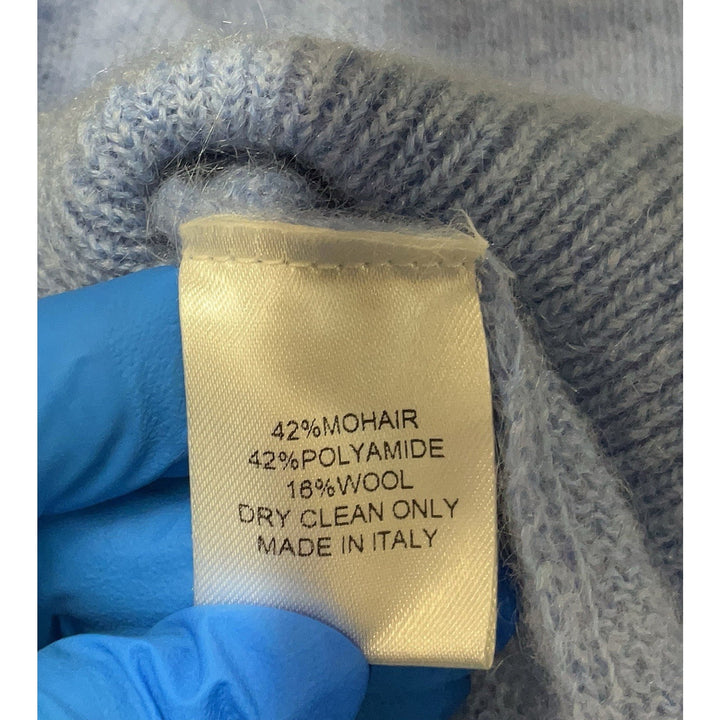 42%MOHAIR
42%POLYAMIDE
16%WOOL
DRY CLEAN ONLY
MADE IN ITALY